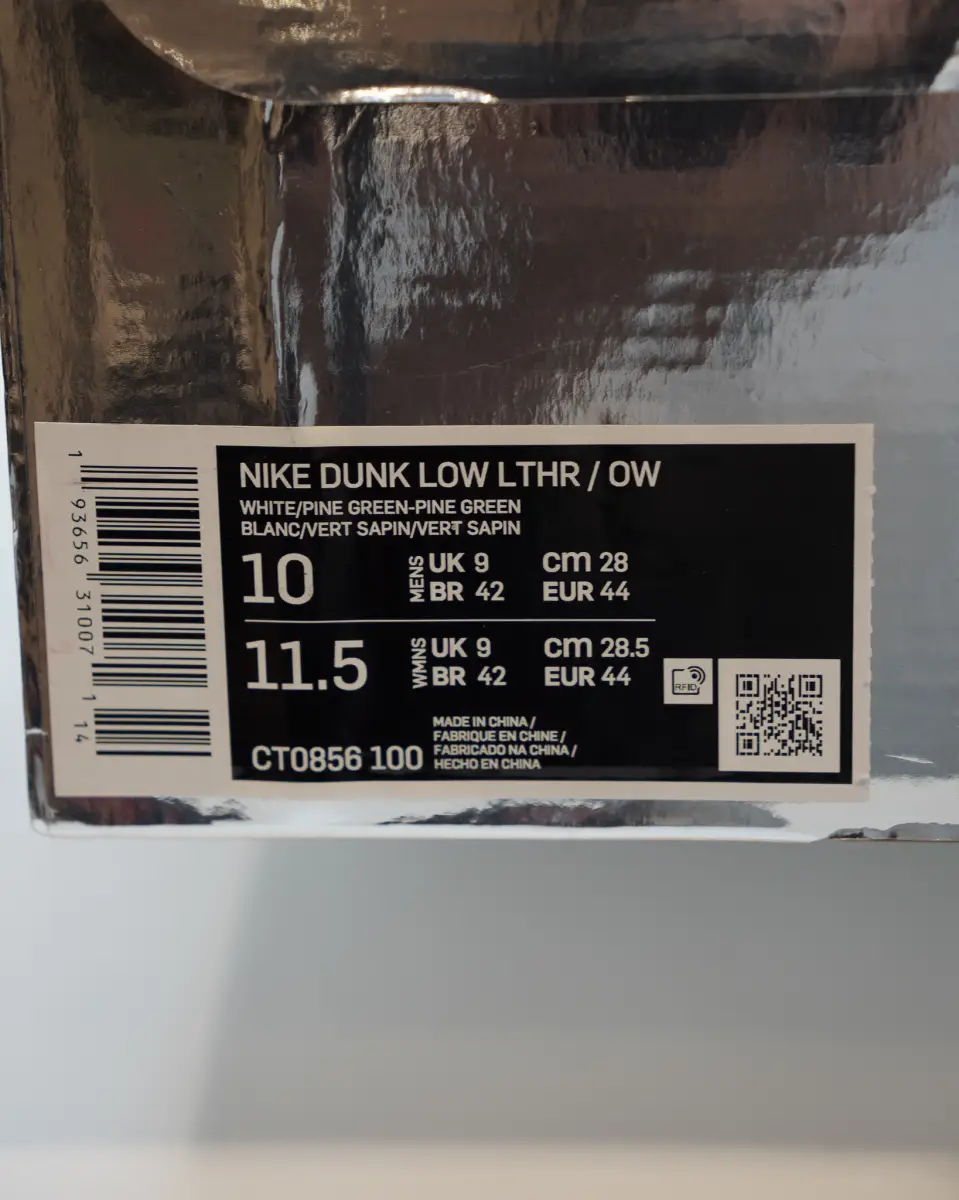 NIKE DUNK LOW LTHR / OW
WHITE/PINE GREEN-PINE GREEN
BLANC/VERT SAPIN/VERT SAPIN
10 MENS UK 9 cm 28
BR 42 EUR 44
11.5 WMNS UK 9 cm 28.5
BR 42 EUR 44
RFID
CT0856 100
MADE IN CHINA /
FABRIQUE EN CHINE /
FABRICADO NA CHINA /
HECHO EN CHINA
1 93656 31007 1 14